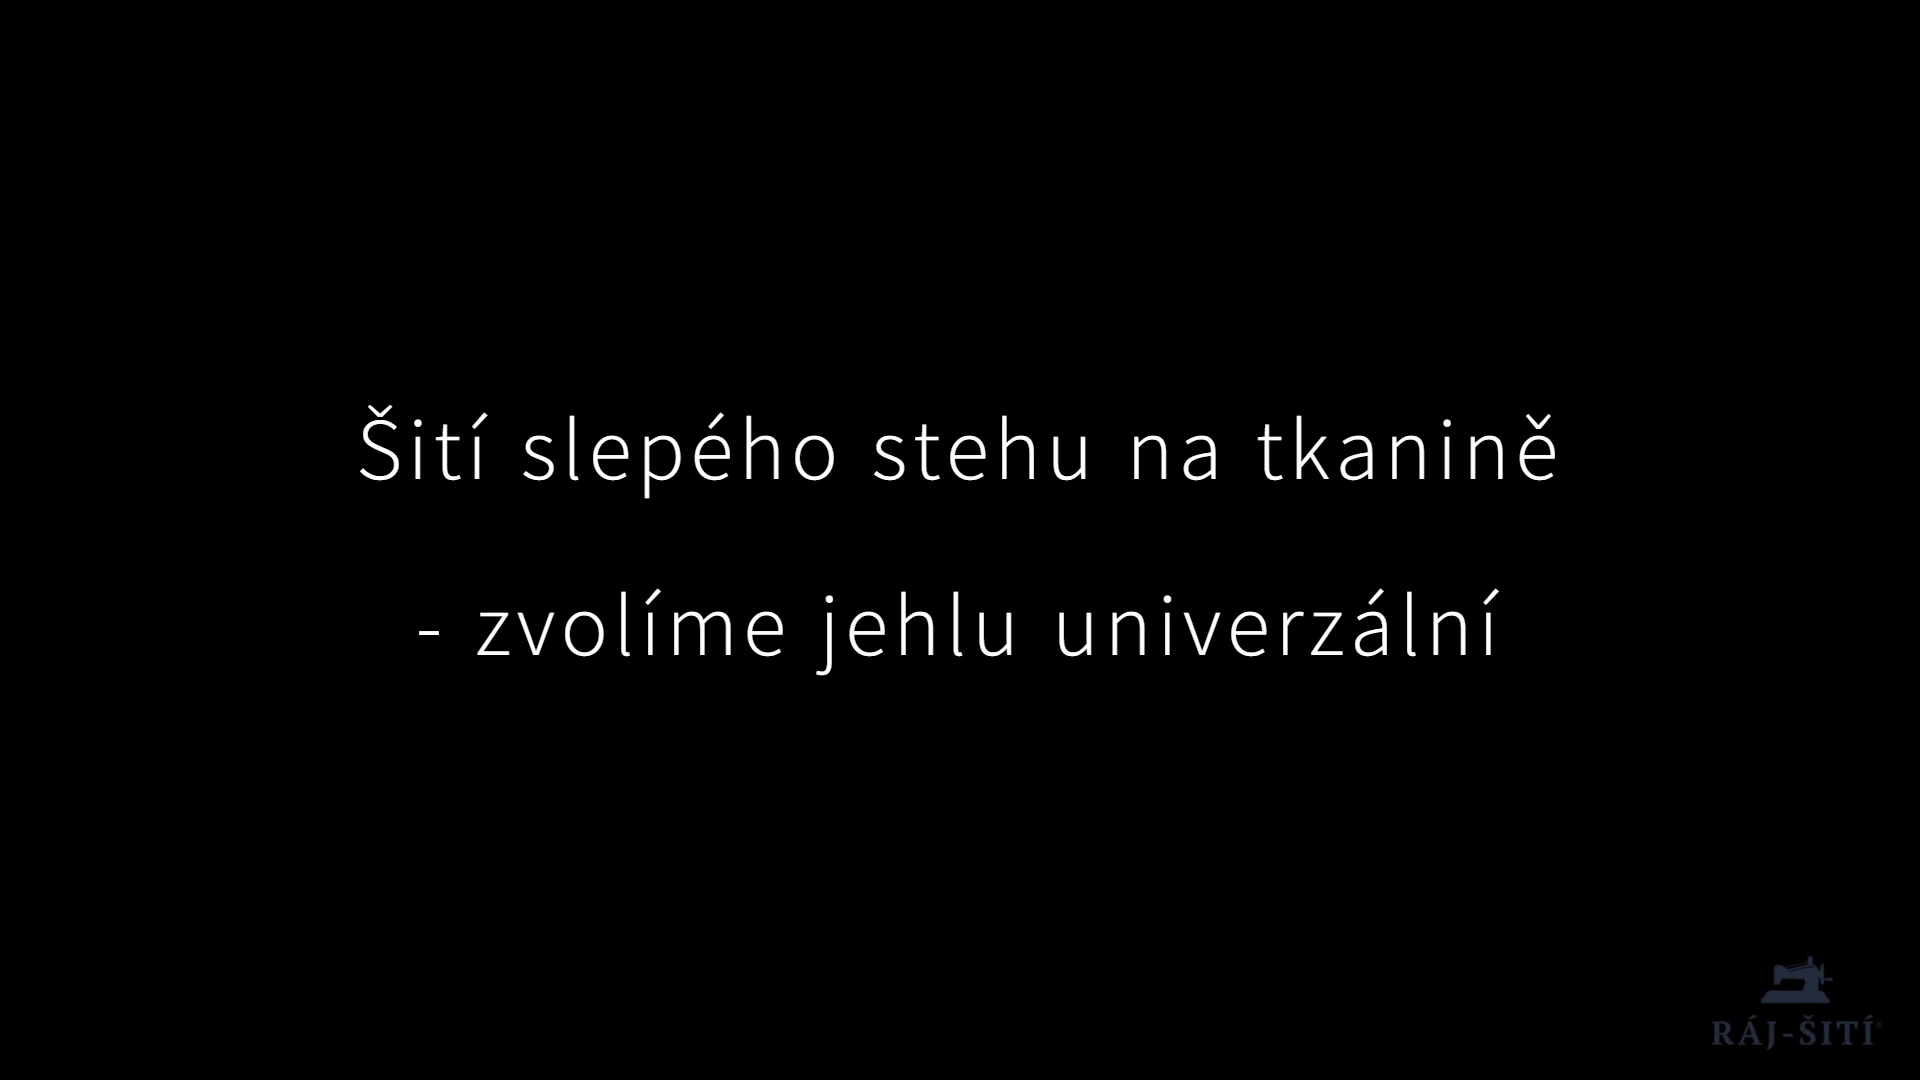 Šití slepého stehu na tkanině
- zvolíme jehlu univerzální
RÁJ-ŠITÍ®